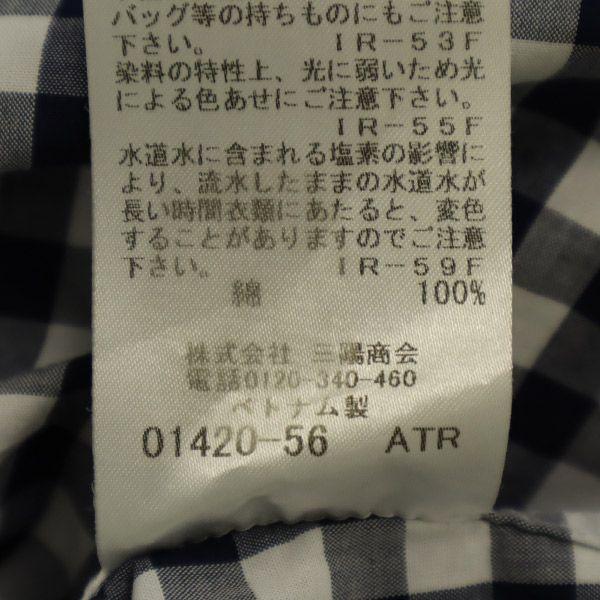 バッグ等の持ちものにもご注意
下さい。 IR-53F
染料の特性上、光に弱いため光
による色あせにご注意下さい。
IR-55F
水道水に含まれる塩素の影響に
より、流水したままの水道水が
長い時間衣類にあたると、変色
することがありますのでご注意
下さい。 IR-59F
綿 100%
株式会社 三陽商会
電話0120-340-460
ベトナム製
01420-56 ATR